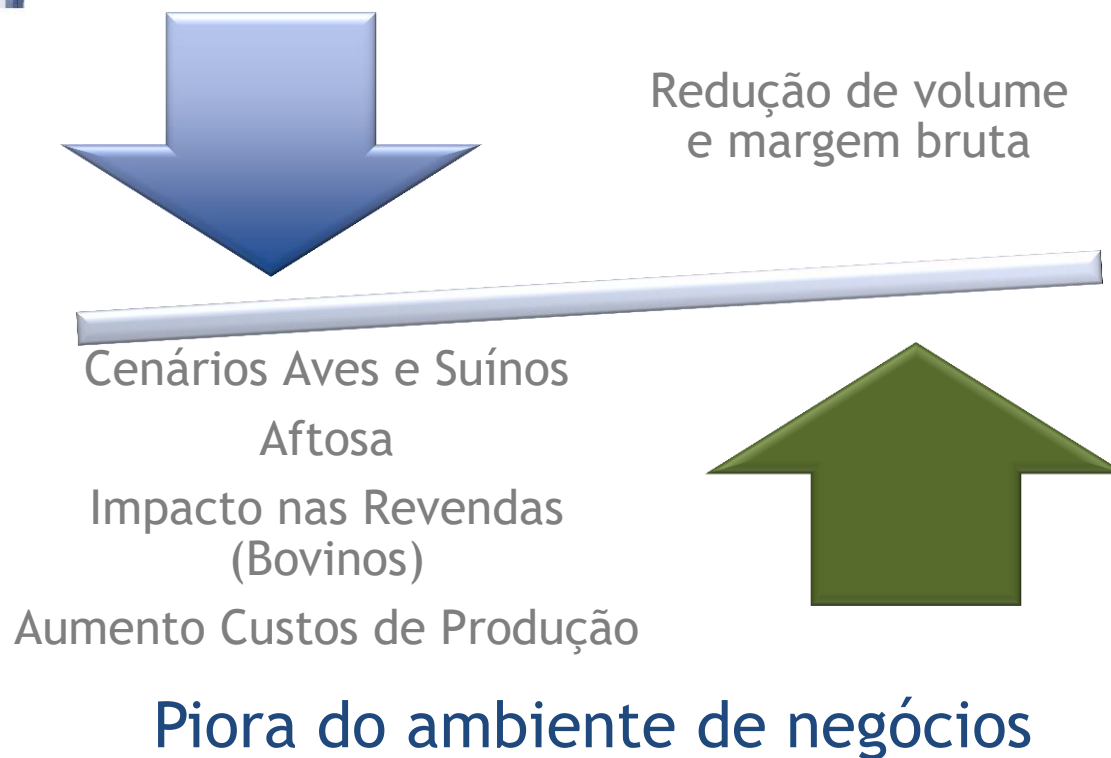 Redução de volume
e margem bruta
Cenários Aves e Suínos
Aftosa
Impacto nas Revendas
(Bovinos)
Aumento Custos de Produção
Piora do ambiente de negócios